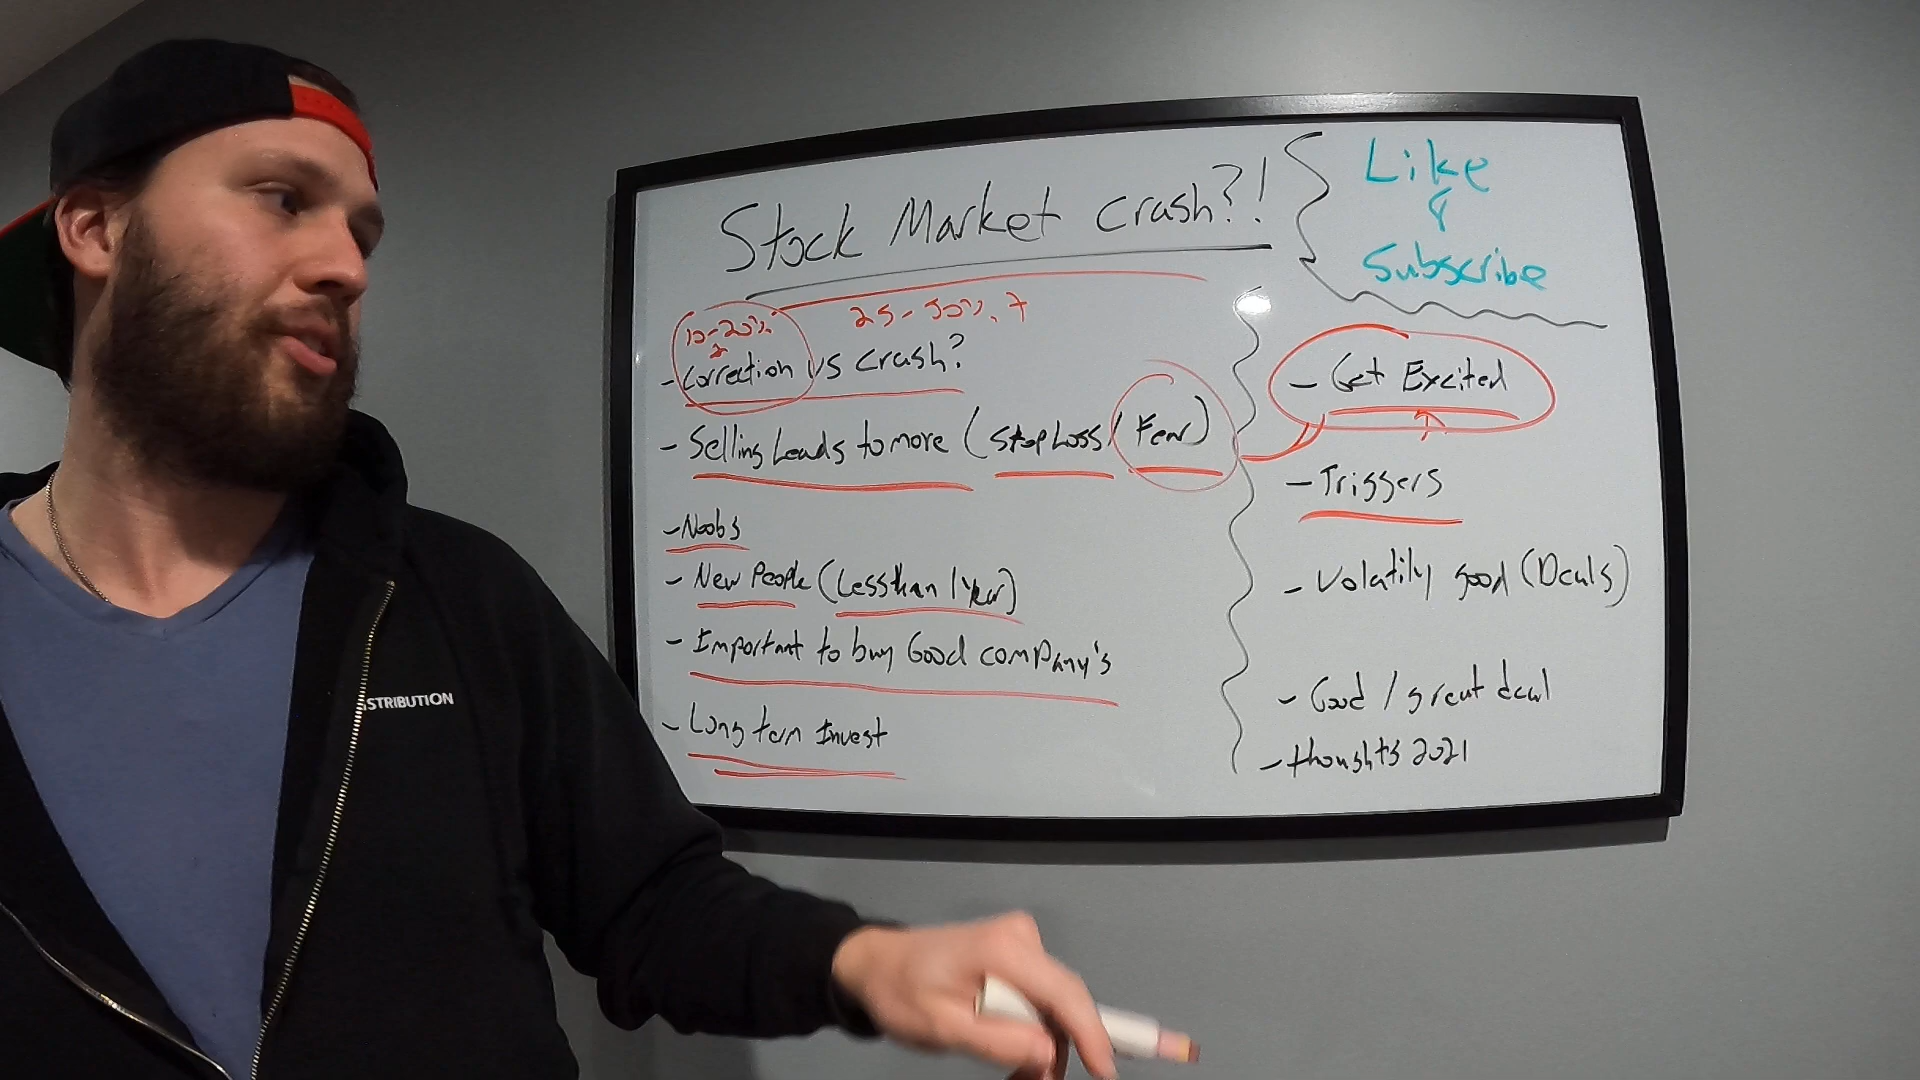 Stock Market Crash?!
10-20%
25-50%.+
- Correction vs Crash?
- Selling Leads to more (Stop Loss / Fear)
- Noobs
- New People (Less than 1 Year)
- Important to buy Good company's
- Long term Invest
Like
&
Subscribe
- Get Excited
- Triggers
- Volatily good (Deals)
- Good / great deal
- thoughts 2021
STRIBUTION